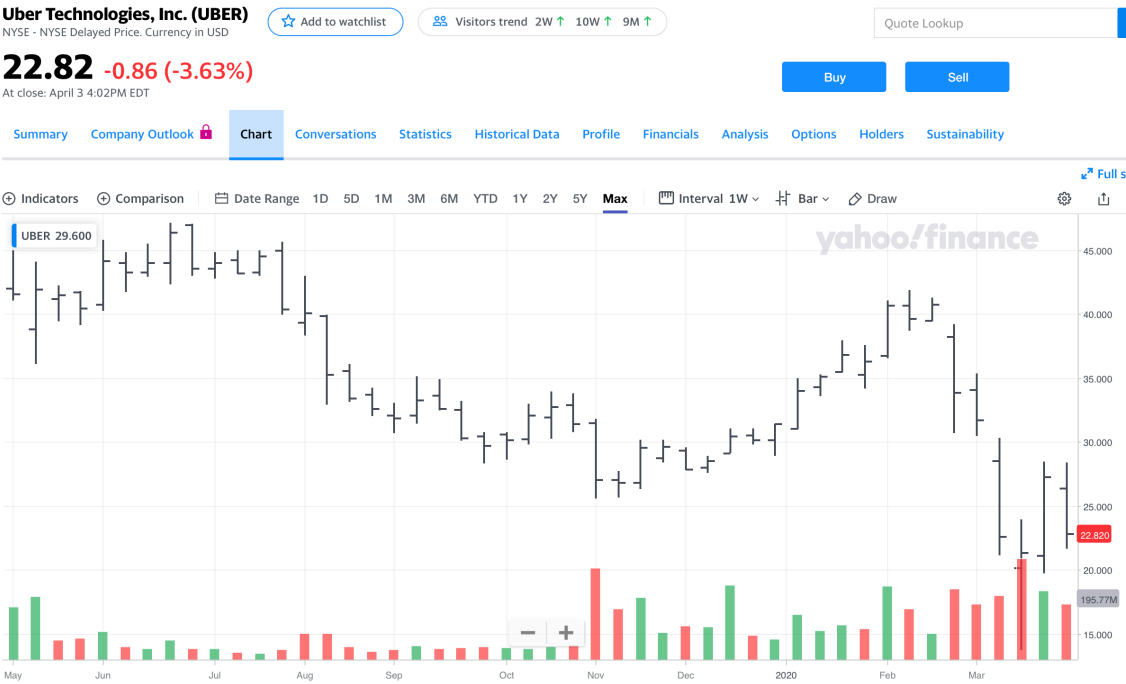 Uber Technologies, Inc. (UBER)
Add to watchlist
Visitors trend 2W ↑ 10W ↑ 9M ↑
Quote Lookup
NYSE - NYSE Delayed Price. Currency in USD
22.82 -0.86 (-3.63%)
At close: April 3 4:02PM EDT
Buy
Sell
Summary Company Outlook Chart Conversations Statistics Historical Data Profile Financials Analysis Options Holders Sustainability
Full s
Indicators Comparison Date Range 1D 5D 1M 3M 6M YTD 1Y 2Y 5Y Max Interval 1W Bar Draw
UBER 29.600
yahoo!finance
45.000
40.000
35.000
30.000
25.000
22.820
20.000
195.77M
15.000
May Jun Jul Aug Sep Oct Nov Dec 2020 Feb Mar